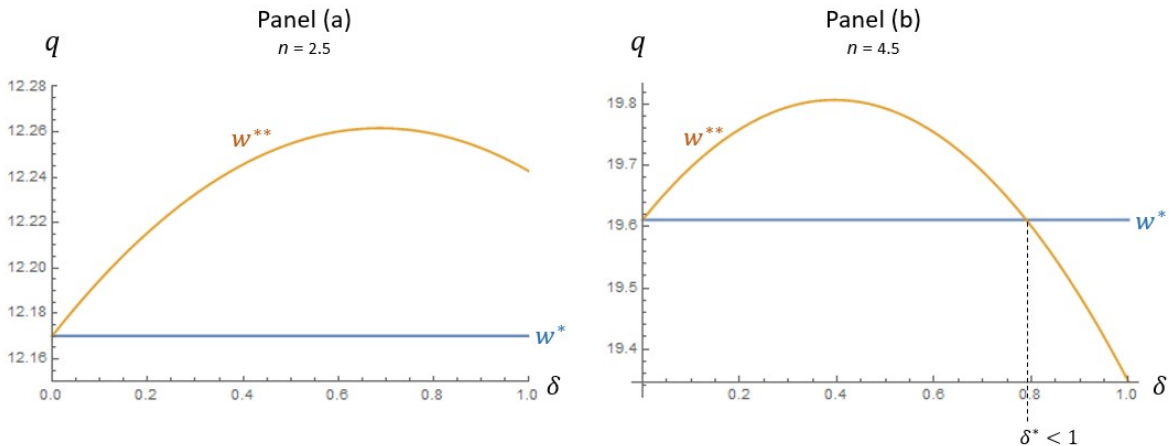 Panel (a)
n = 2.5
q
12.28
12.26
12.24
12.22
12.20
12.18
12.16
w**
w*
0.0
0.2
0.4
0.6
0.8
1.0
δ
Panel (b)
n = 4.5
q
19.8
19.7
19.6
19.5
19.4
w**
w*
0.2
0.4
0.6
0.8
1.0
δ
δ* < 1